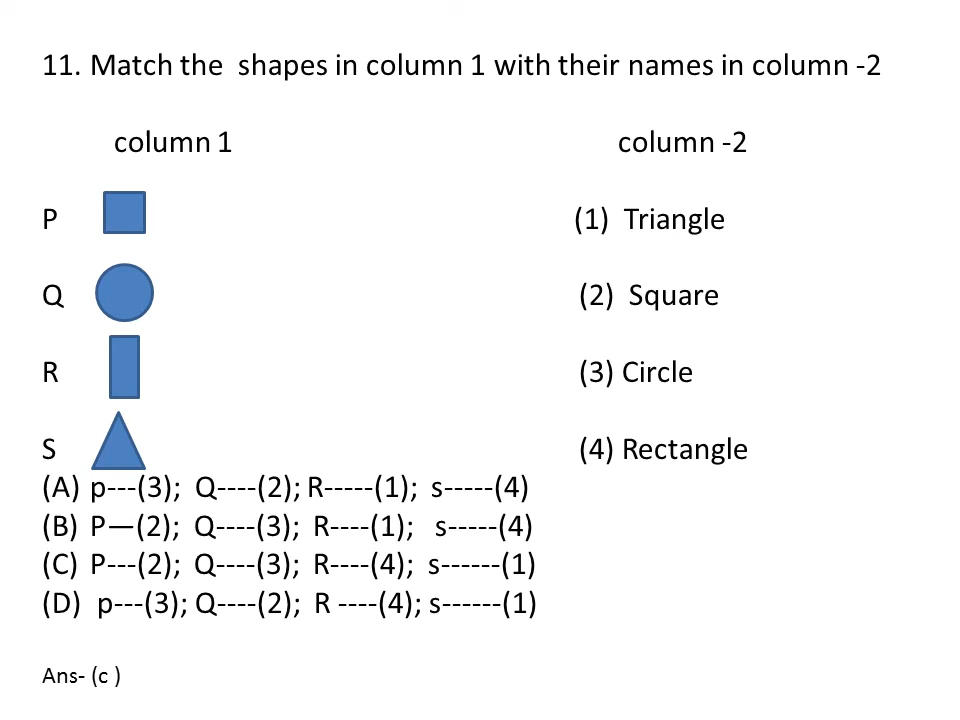 11. Match the shapes in column 1 with their names in column -2
column 1 column -2
P (1) Triangle
Q (2) Square
R (3) Circle
S (4) Rectangle
(A) p---(3); Q----(2); R-----(1); s-----(4)
(B) P—(2); Q----(3); R----(1); s-----(4)
(C) P---(2); Q----(3); R----(4); s------(1)
(D) p---(3); Q----(2); R ----(4); s------(1)
Ans- (c )